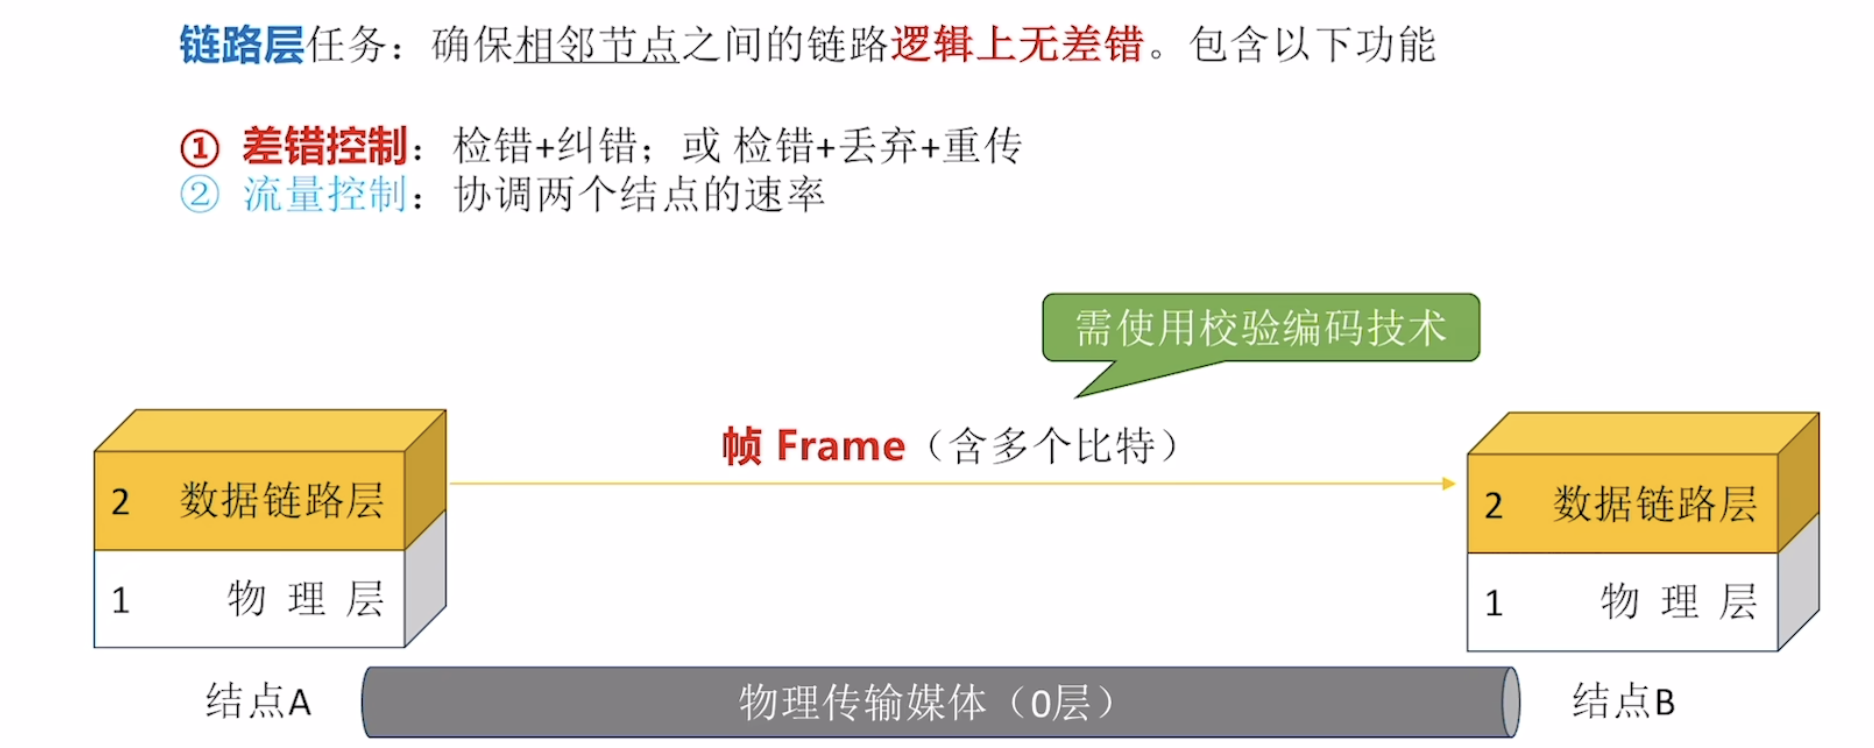 链路层任务：确保相邻节点之间的链路逻辑上无差错。包含以下功能
① 差错控制：检错+纠错；或 检错+丢弃+重传
② 流量控制：协调两个结点的速率
需使用校验编码技术
帧 Frame（含多个比特）
2 数据链路层
1 物 理 层
结点A
2 数据链路层
1 物 理 层
结点B
物理传输媒体（0层）